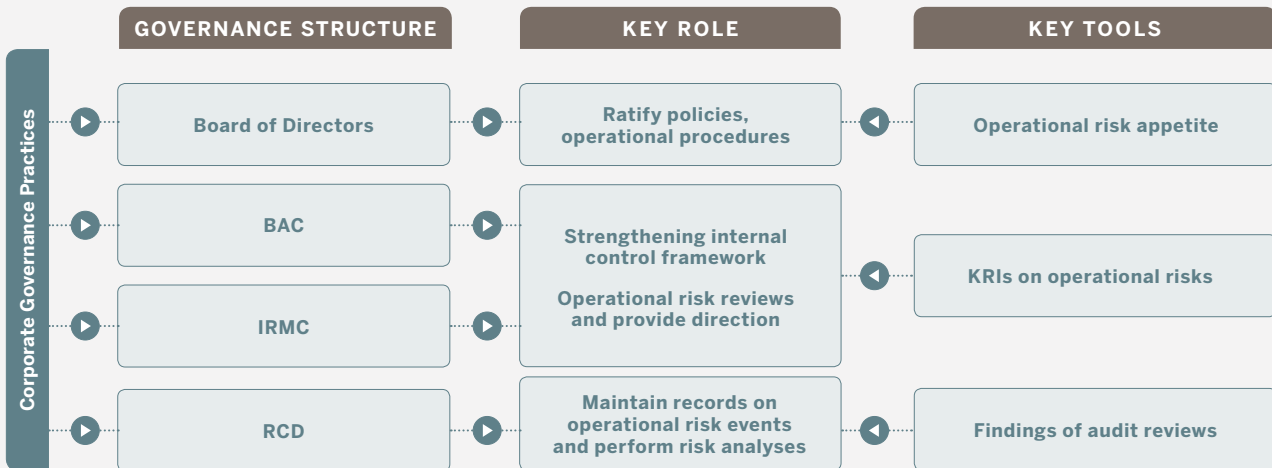 GOVERNANCE STRUCTURE
KEY ROLE
KEY TOOLS
Corporate Governance Practices
Board of Directors
Ratify policies,
operational procedures
Operational risk appetite
BAC
IRMC
Strengthening internal
control framework
Operational risk reviews
and provide direction
KRIs on operational risks
RCD
Maintain records on
operational risk events
and perform risk analyses
Findings of audit reviews